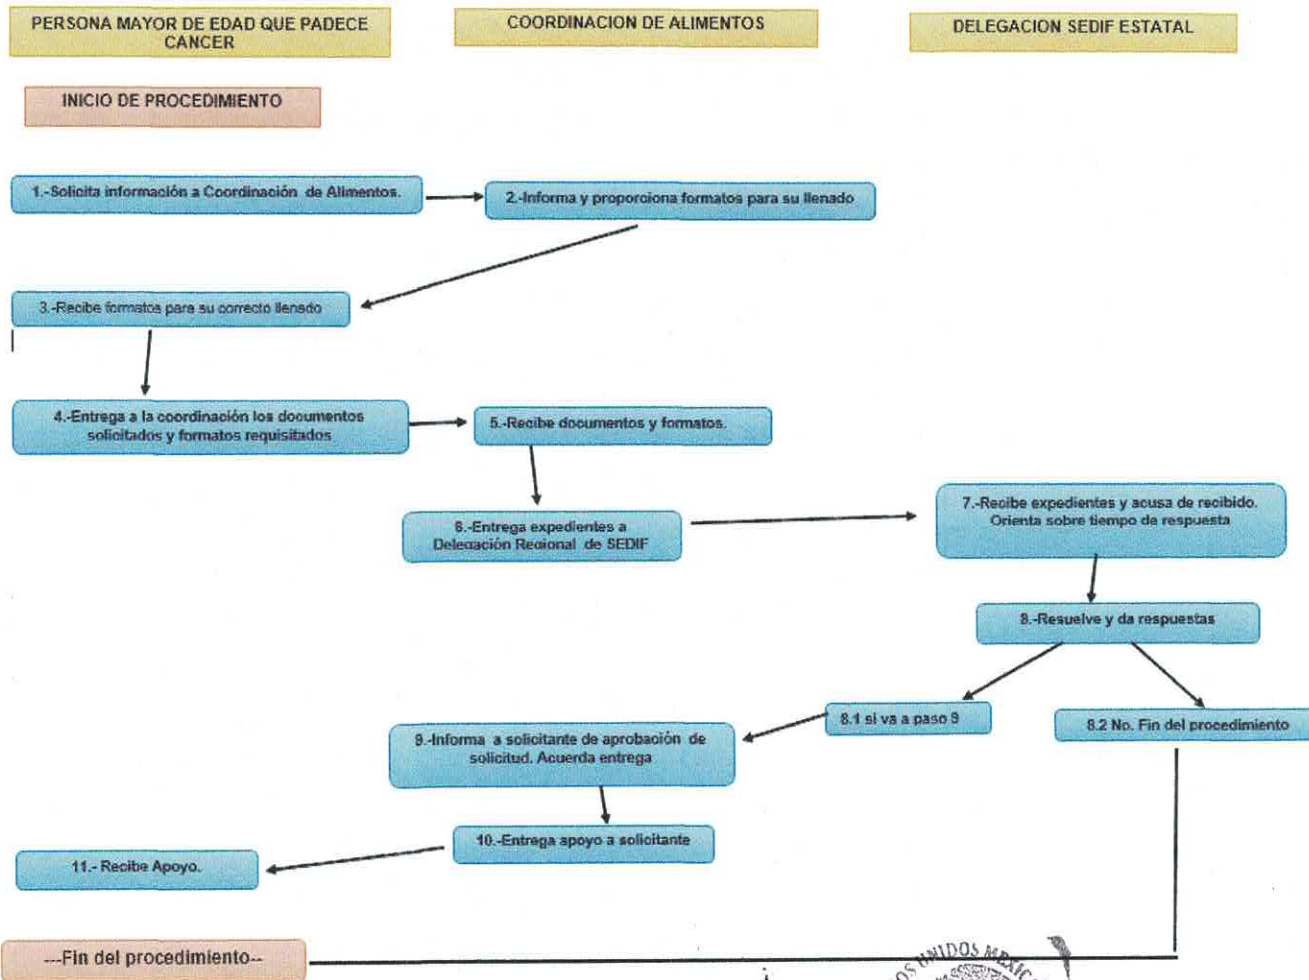 PERSONA MAYOR DE EDAD QUE PADECE
CANCER
COORDINACION DE ALIMENTOS
DELEGACION SEDIF ESTATAL
INICIO DE PROCEDIMIENTO
1.-Solicita información a Coordinación de Alimentos.
2.-Informa y proporciona formatos para su llenado
3.-Recibe formatos para su correcto llenado
4.-Entrega a la coordinación los documentos
solicitados y formatos requisitados
5.-Recibe documentos y formatos.
6.-Entrega expedientes a
Delegación Regional de SEDIF
7.-Recibe expedientes y acusa de recibido.
Orienta sobre tiempo de respuesta
8.-Resuelve y da respuestas
8.1 si va a paso 9
8.2 No. Fin del procedimiento
9.-Informa a solicitante de aprobación de
solicitud. Acuerda entrega
10.-Entrega apoyo a solicitante
11.- Recibe Apoyo.
---Fin del procedimiento--
UNIDOS